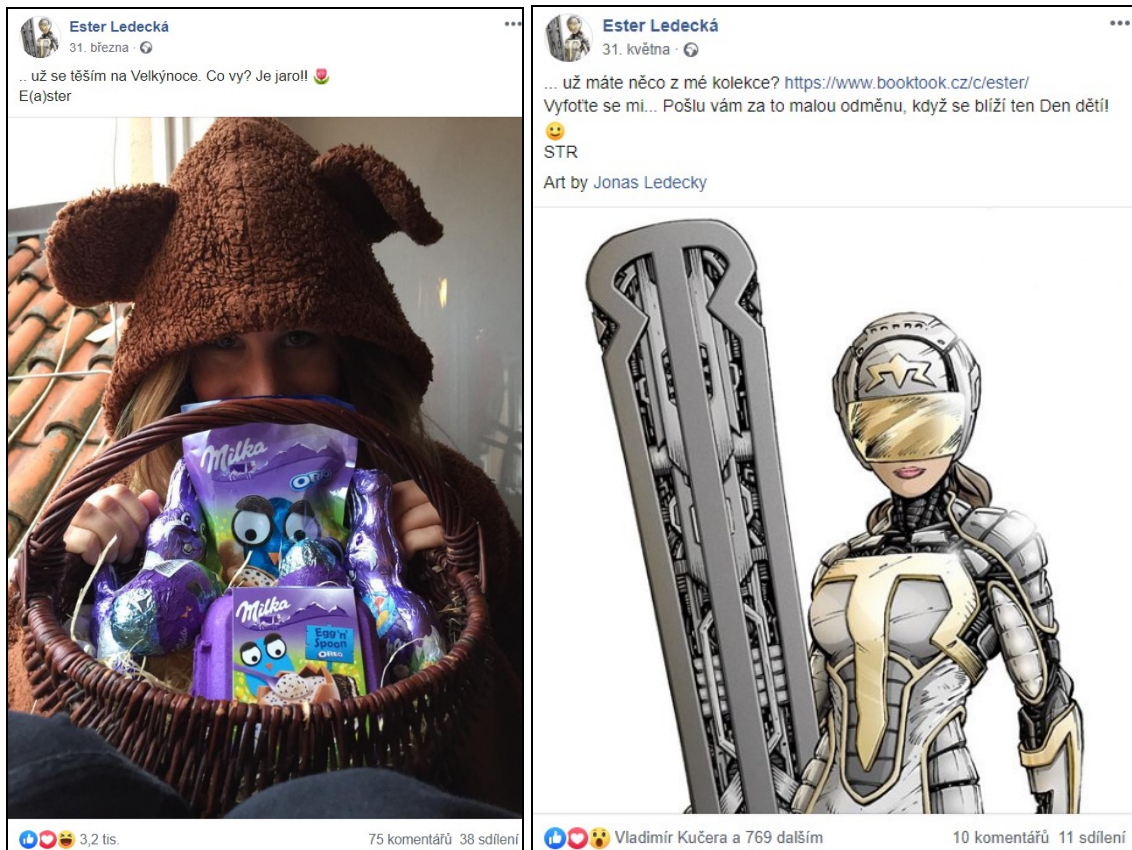 Ester Ledecká
31. března
.. už se těším na Velkýnoce. Co vy? Je jaro!!
E(a)ster
Milka
OREO
Milka
Egg'n'
Spoon
OREO
3,2 tis.
75 komentářů 38 sdílení
Ester Ledecká
31. května
... už máte něco z mé kolekce? https://www.booktook.cz/c/ester/
Vyfoťte se mi... Pošlu vám za to malou odměnu, když se blíží ten Den dětí!
STR
Art by Jonas Ledecky
Vladimír Kučera a 769 dalším
10 komentářů 11 sdílení